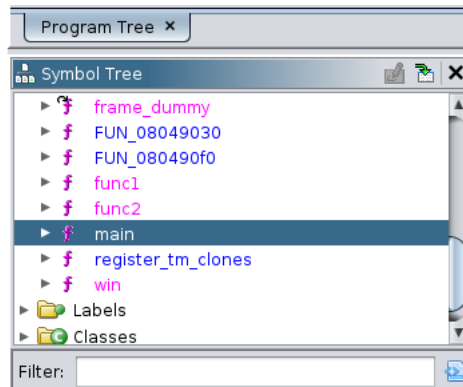 Program Tree ×
Symbol Tree
frame_dummy
FUN_08049030
FUN_080490f0
func1
func2
main
register_tm_clones
win
Labels
Classes
Filter: